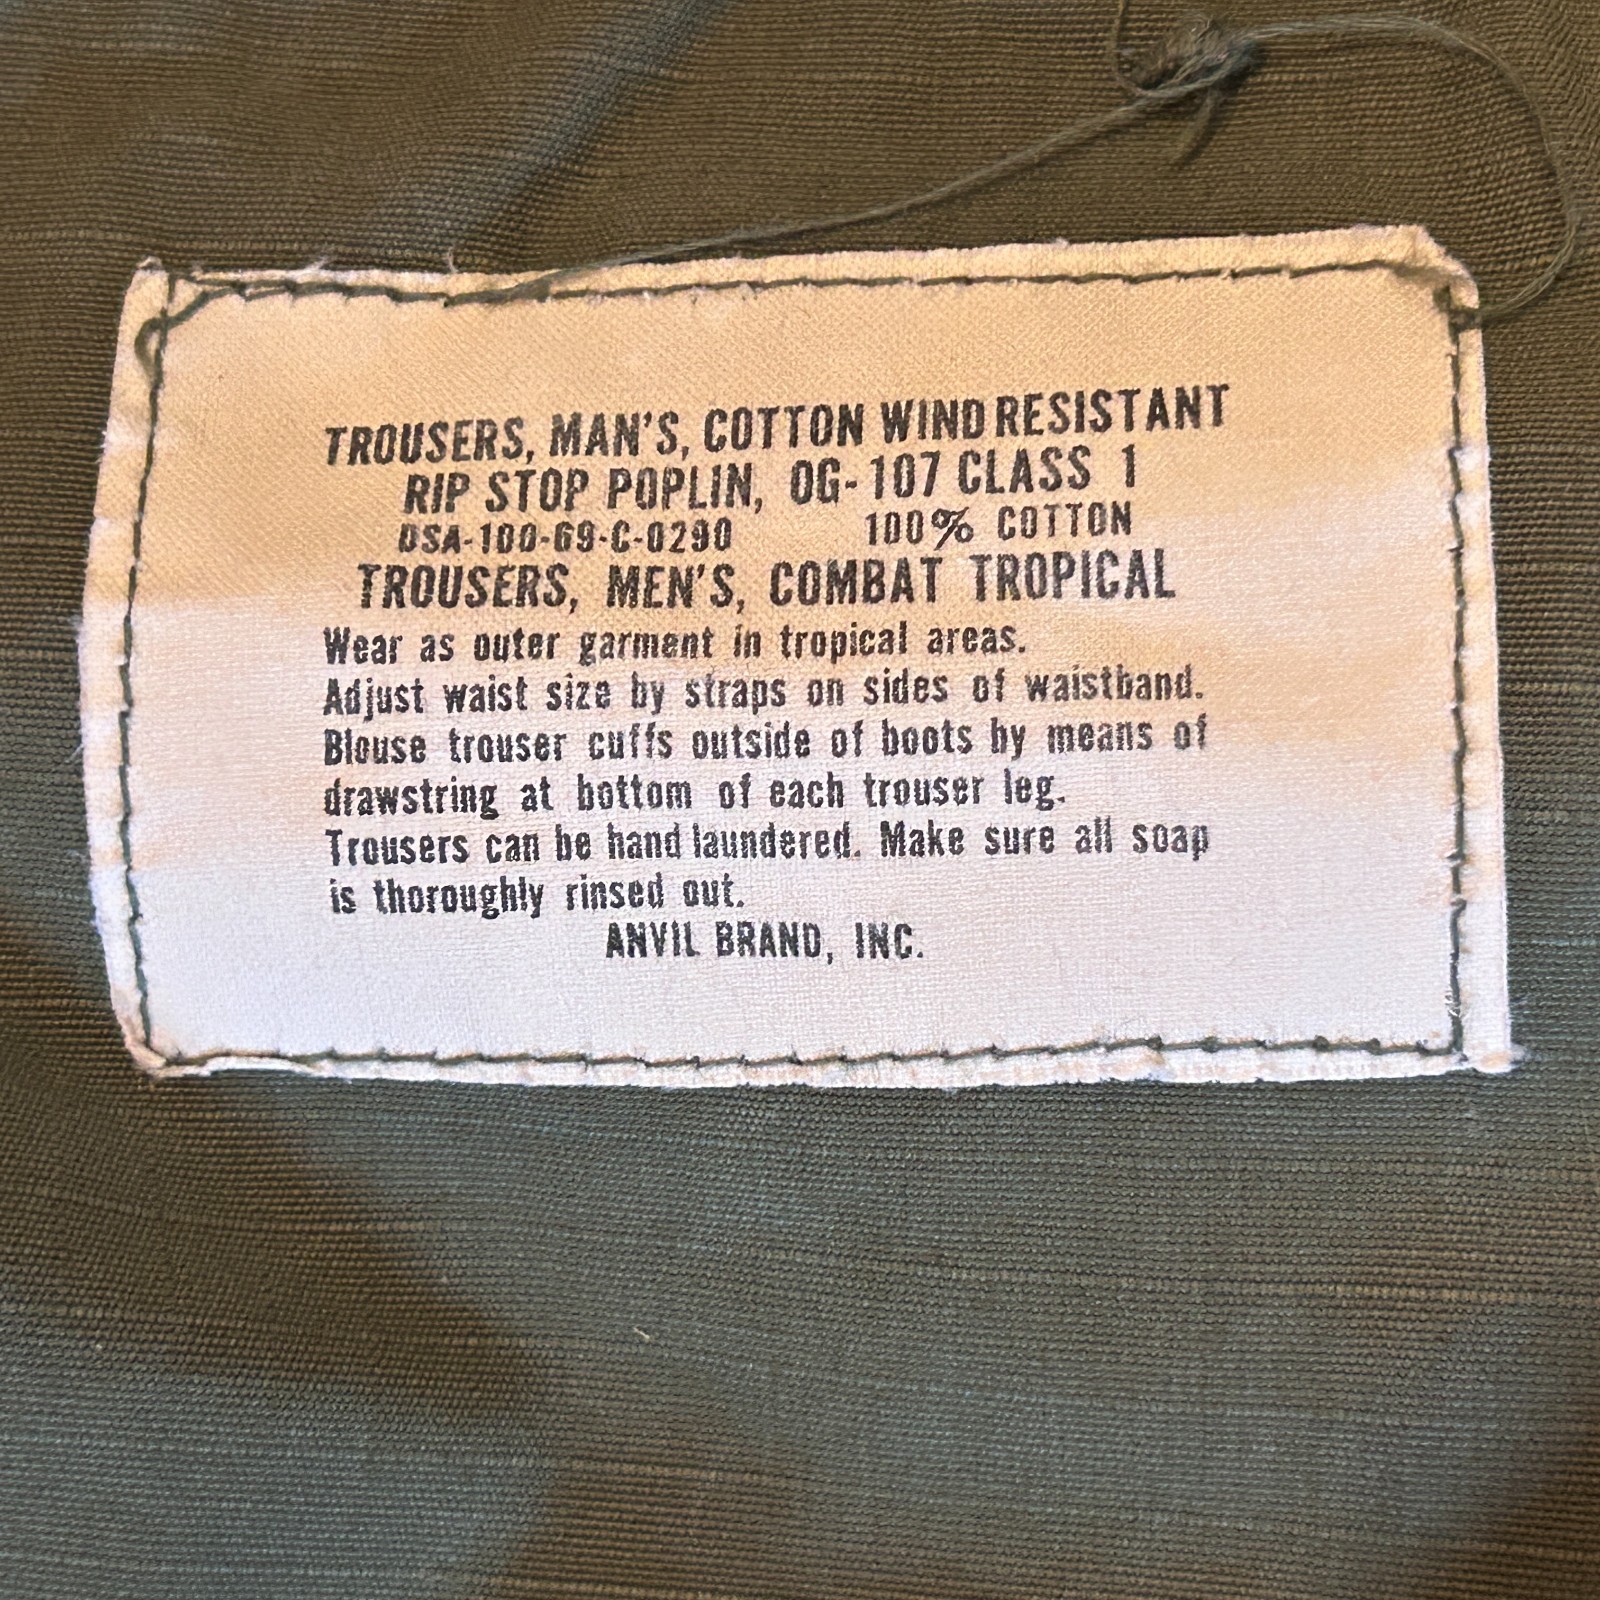 TROUSERS, MAN'S, COTTON WIND RESISTANT
RIP STOP POPLIN, OG-107 CLASS 1
DSA-100-69-C-0290 100% COTTON
TROUSERS, MEN'S, COMBAT TROPICAL
Wear as outer garment in tropical areas.
Adjust waist size by straps on sides of waistband.
Blouse trouser cuffs outside of boots by means of
drawstring at bottom of each trouser leg.
Trousers can be hand laundered. Make sure all soap
is thoroughly rinsed out.
ANVIL BRAND, INC.